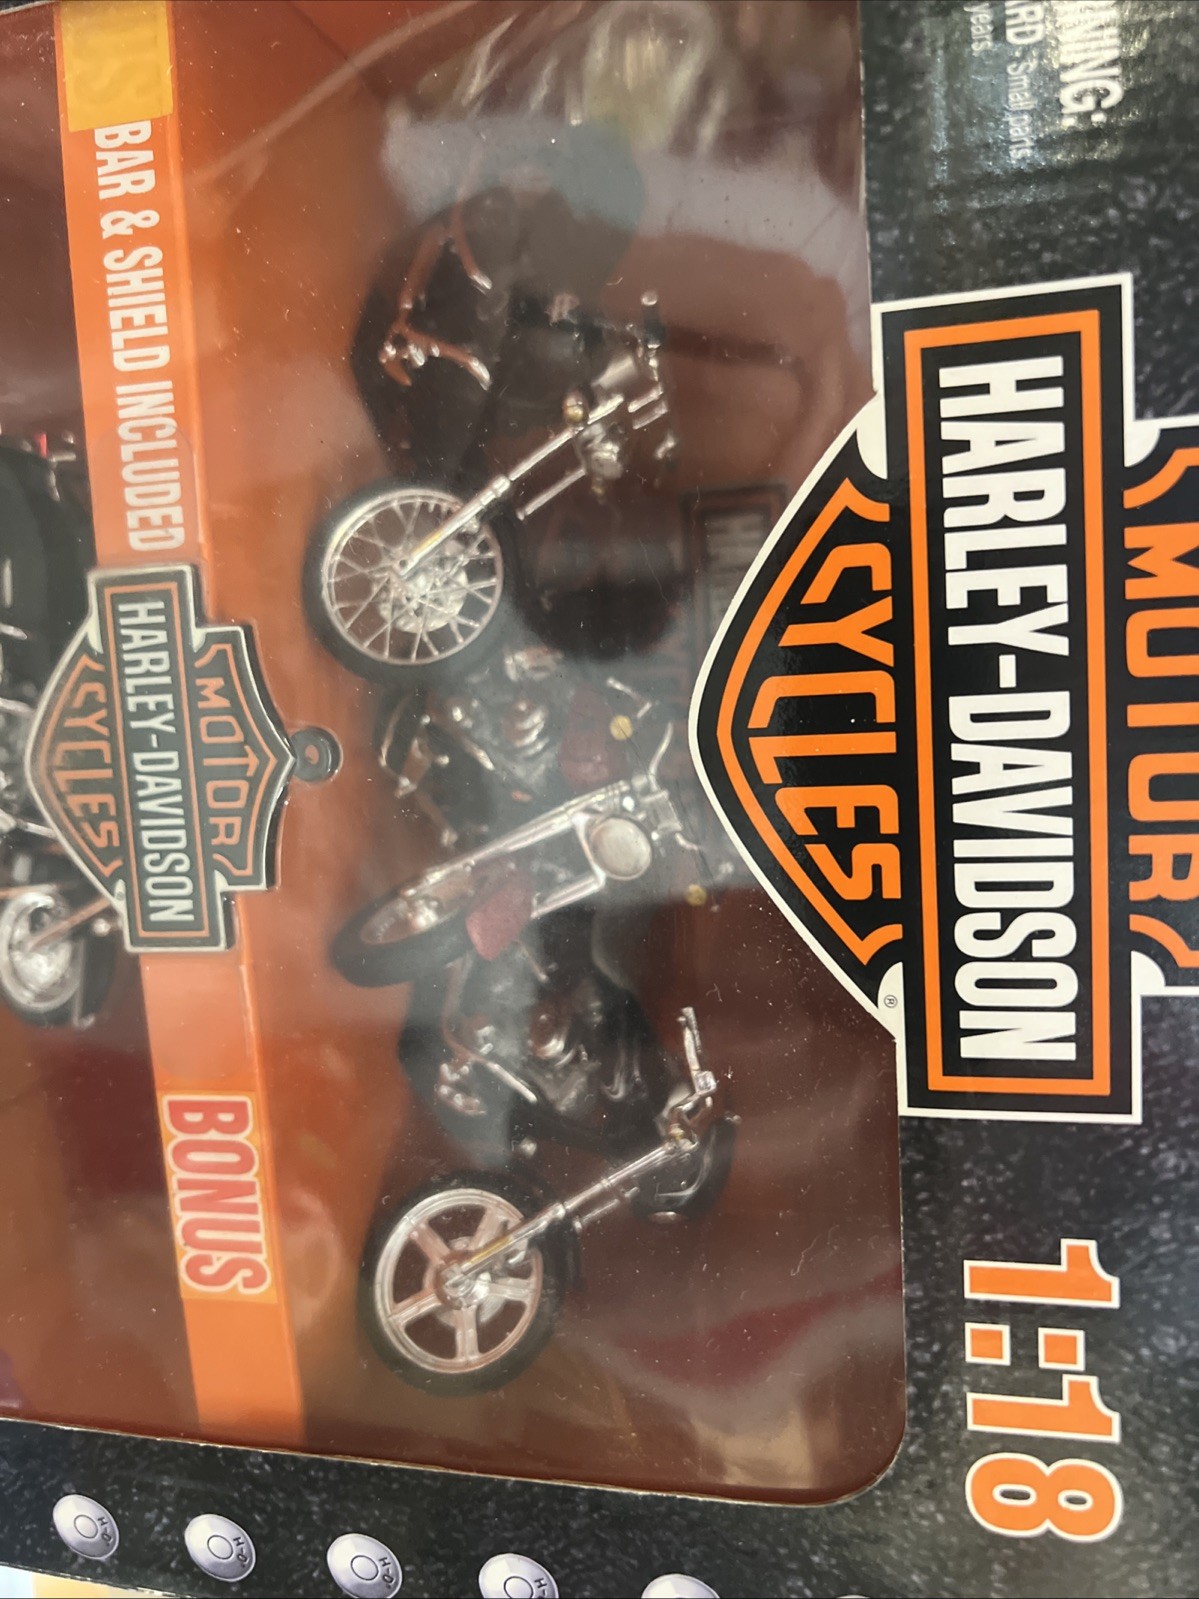 WARNING:
Small parts
years
MOTOR
HARLEY-DAVIDSON
CYCLES
®
1:18
BAR & SHIELD INCLUDED
MOTOR
HARLEY-DAVIDSON
CYCLES
BONUS
H-D
H-D
H-D
H-D